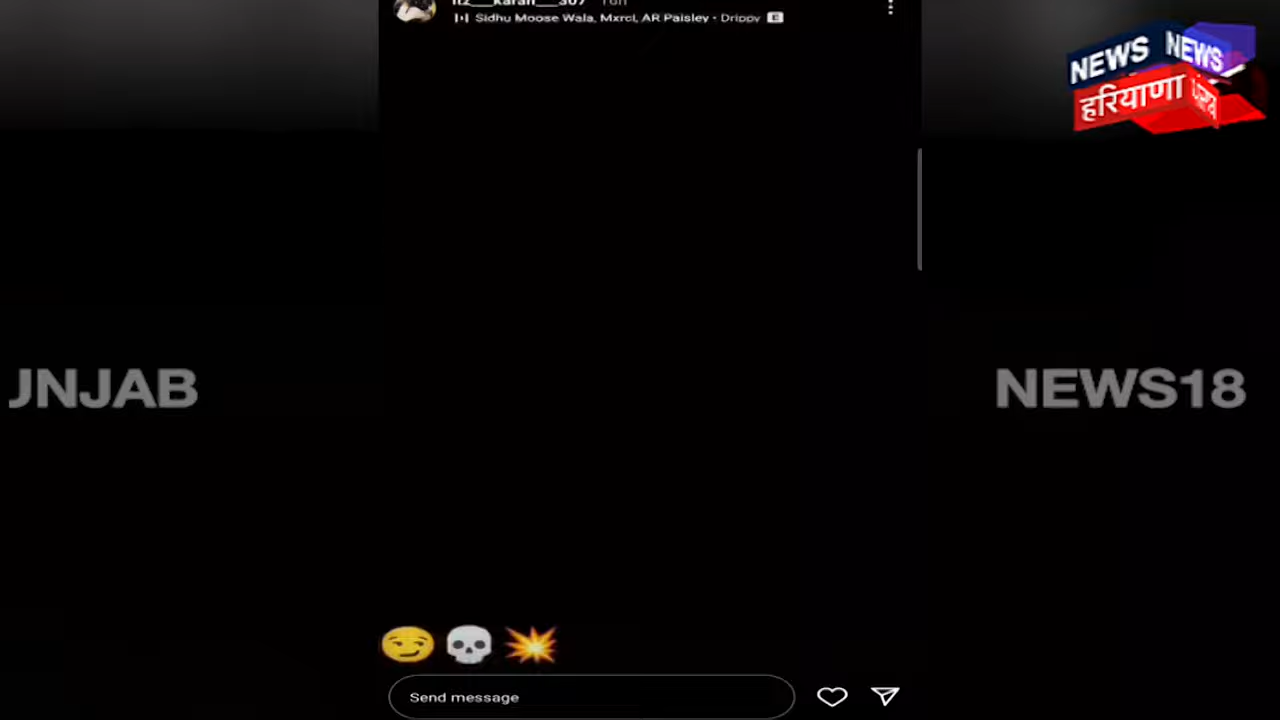 Sidhu Moose Wala, Mxrci, AR Paisley • Drippy E
NEWS NEWS
हरियाणा
JNJAB
NEWS18
Send message